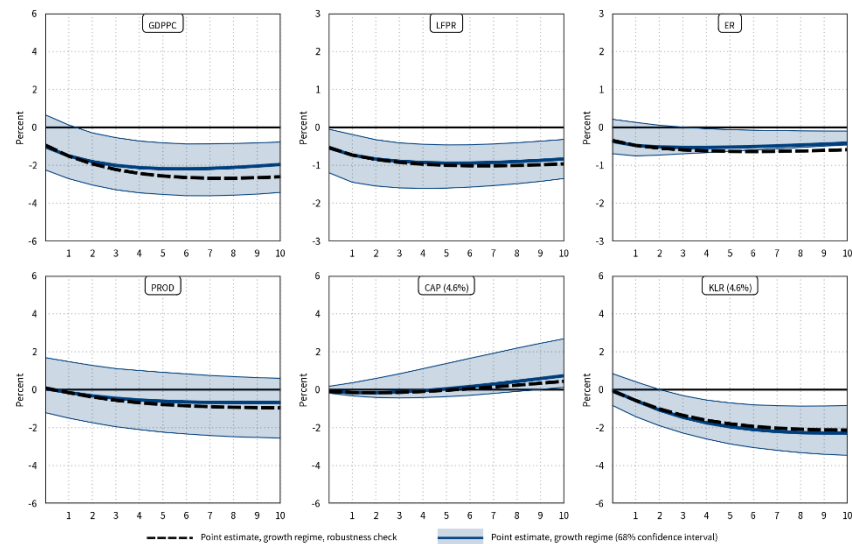 GDPPC
Percent
6
4
2
0
-2
-4
-6
1 2 3 4 5 6 7 8 9 10
LFPR
Percent
3
2
1
0
-1
-2
-3
1 2 3 4 5 6 7 8 9 10
ER
Percent
3
2
1
0
-1
-2
-3
1 2 3 4 5 6 7 8 9 10
PROD
Percent
6
4
2
0
-2
-4
-6
1 2 3 4 5 6 7 8 9 10
CAP (4.6%)
Percent
6
4
2
0
-2
-4
-6
1 2 3 4 5 6 7 8 9 10
KLR (4.6%)
Percent
6
4
2
0
-2
-4
-6
1 2 3 4 5 6 7 8 9 10
Point estimate, growth regime, robustness check
Point estimate, growth regime (68% confidence interval)